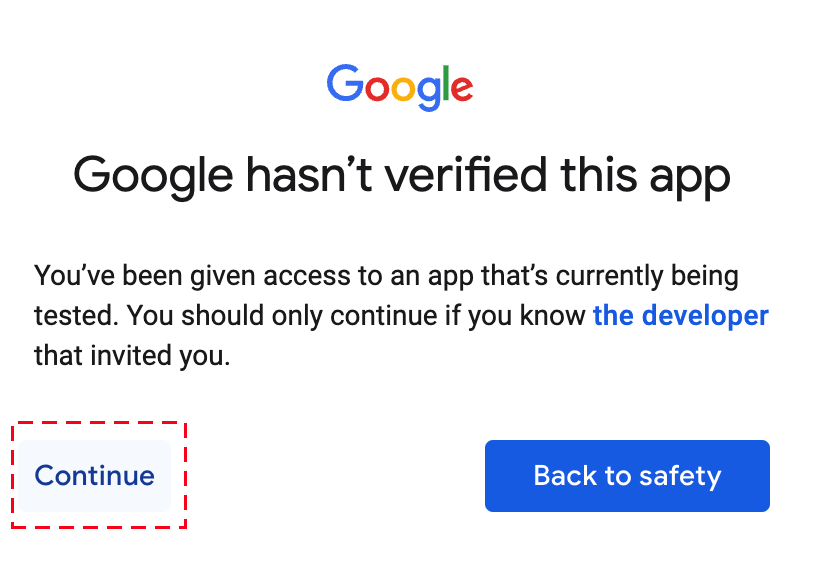 Google
Google hasn’t verified this app
You’ve been given access to an app that’s currently being
tested. You should only continue if you know the developer
that invited you.
Continue
Back to safety